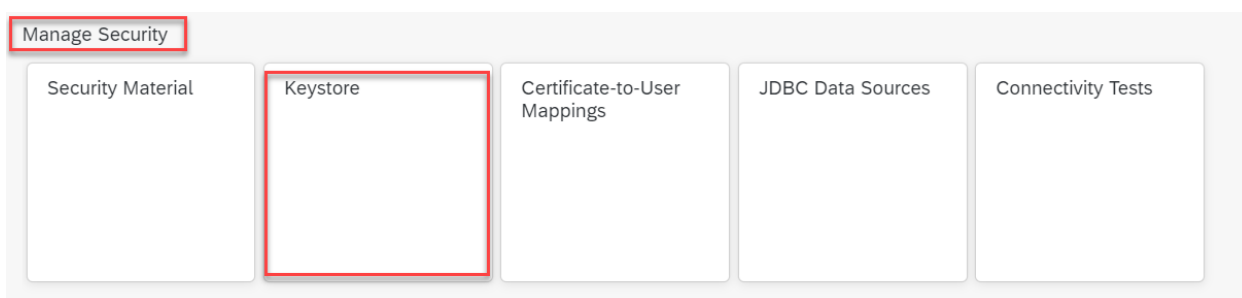 Manage Security
Security Material
Keystore
Certificate-to-User
Mappings
JDBC Data Sources
Connectivity Tests